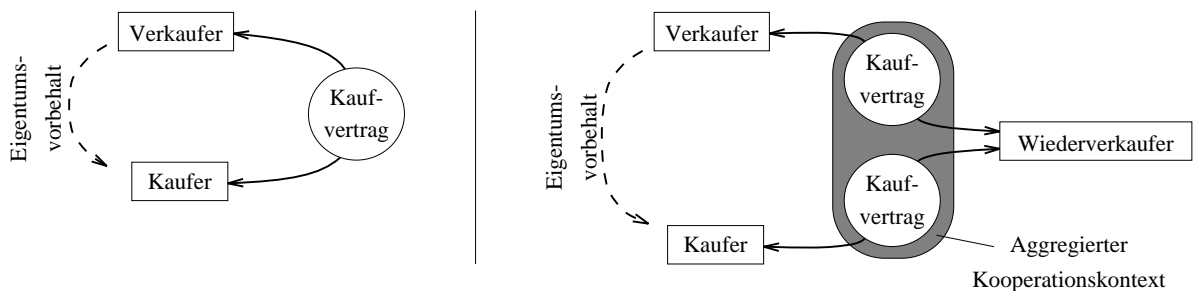 Verkaufer
Eigentums-
vorbehalt
Kauf-
vertrag
Kaufer
Verkaufer
Eigentums-
vorbehalt
Kauf-
vertrag
Wiederverkaufer
Kauf-
vertrag
Kaufer
Aggregierter
Kooperationskontext